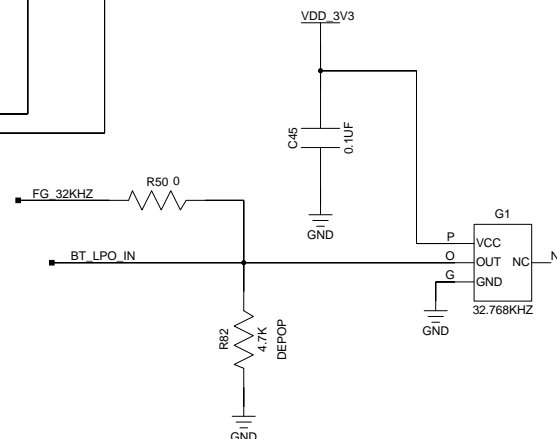 VDD_3V3
C45
0.1UF
GND
R50 0
FG_32KHZ
BT_LPO_IN
G1
P
VCC
O
OUT
NC
G
GND
32.768KHZ
GND
R82
4.7K
DEPOP
GND